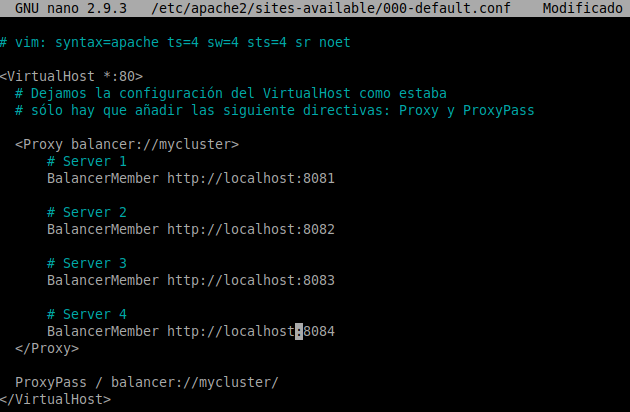 GNU nano 2.9.3 /etc/apache2/sites-available/000-default.conf Modificado
# vim: syntax=apache ts=4 sw=4 sts=4 sr noet
<VirtualHost *:80>
# Dejamos la configuración del VirtualHost como estaba
# sólo hay que añadir las siguiente directivas: Proxy y ProxyPass
<Proxy balancer://mycluster>
# Server 1
BalancerMember http://localhost:8081
# Server 2
BalancerMember http://localhost:8082
# Server 3
BalancerMember http://localhost:8083
# Server 4
BalancerMember http://localhost:8084
</Proxy>
ProxyPass / balancer://mycluster/
</VirtualHost>